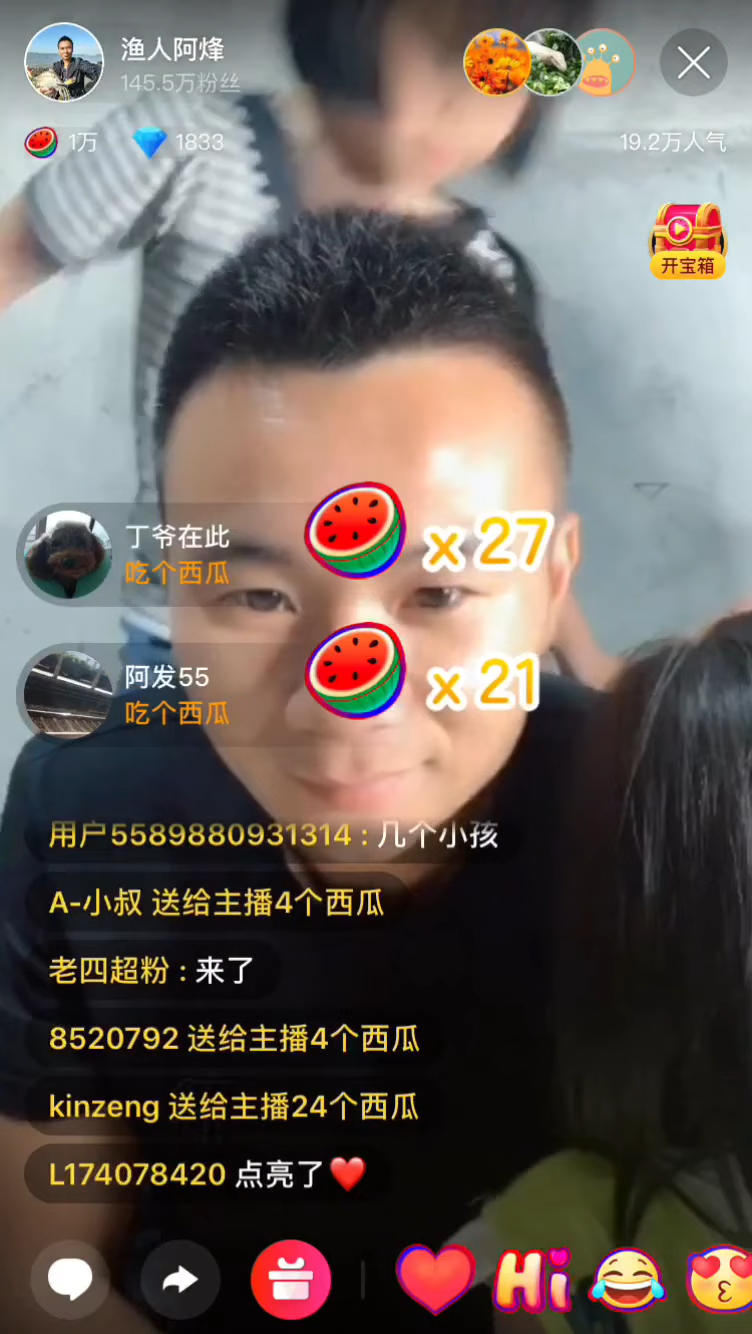 渔人阿烽
145.5万粉丝
1万
1833
19.2万人气
开宝箱
丁爷在此
吃个西瓜
x 27
阿发55
吃个西瓜
x 21
用户5589880931314 : 几个小孩
A-小叔 送给主播4个西瓜
老四超粉 : 来了
8520792 送给主播4个西瓜
kinzeng 送给主播24个西瓜
L174078420 点亮了❤️
Hi